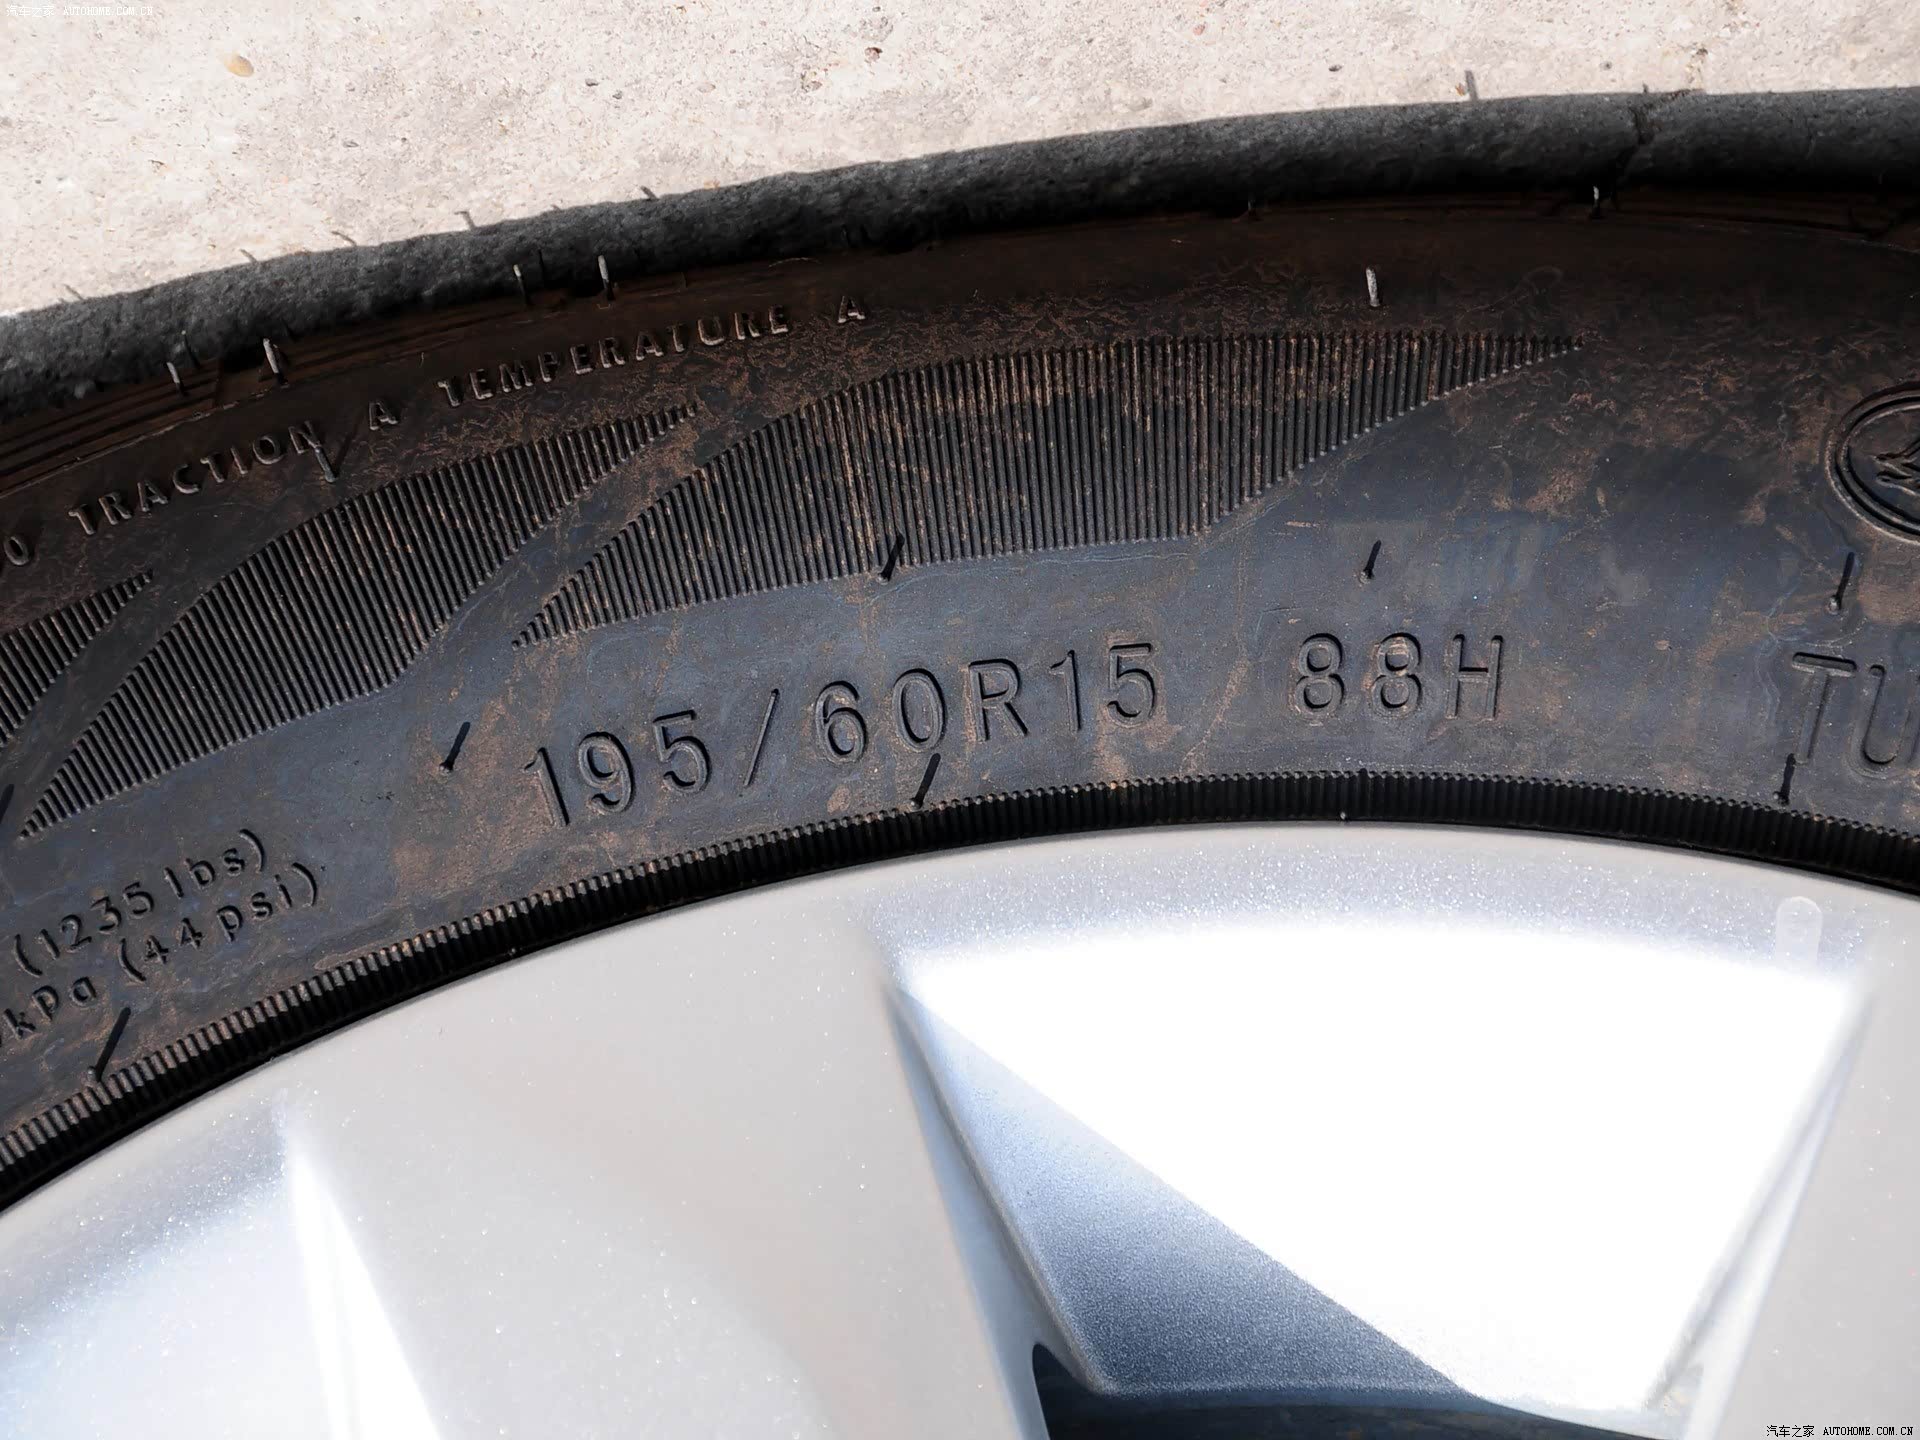 汽车之家 AUTOHOME.COM.CN
TRACTION A TEMPERATURE A
195/60R15 88H
(1235 lbs)
kPa (44 psi)
汽车之家 AUTOHOME.COM.CN